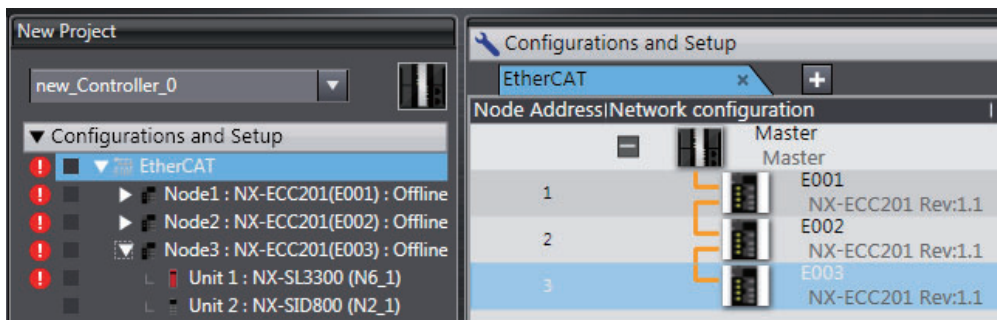 New Project
new_Controller_0
Configurations and Setup
EtherCAT
Node1 : NX-ECC201(E001) : Offline
Node2 : NX-ECC201(E002) : Offline
Node3 : NX-ECC201(E003) : Offline
Unit 1 : NX-SL3300 (N6_1)
Unit 2 : NX-SID800 (N2_1)
Configurations and Setup
EtherCAT
Node Address|Network configuration
Master
Master
1
E001
NX-ECC201 Rev:1.1
2
E002
NX-ECC201 Rev:1.1
3
E003
NX-ECC201 Rev:1.1